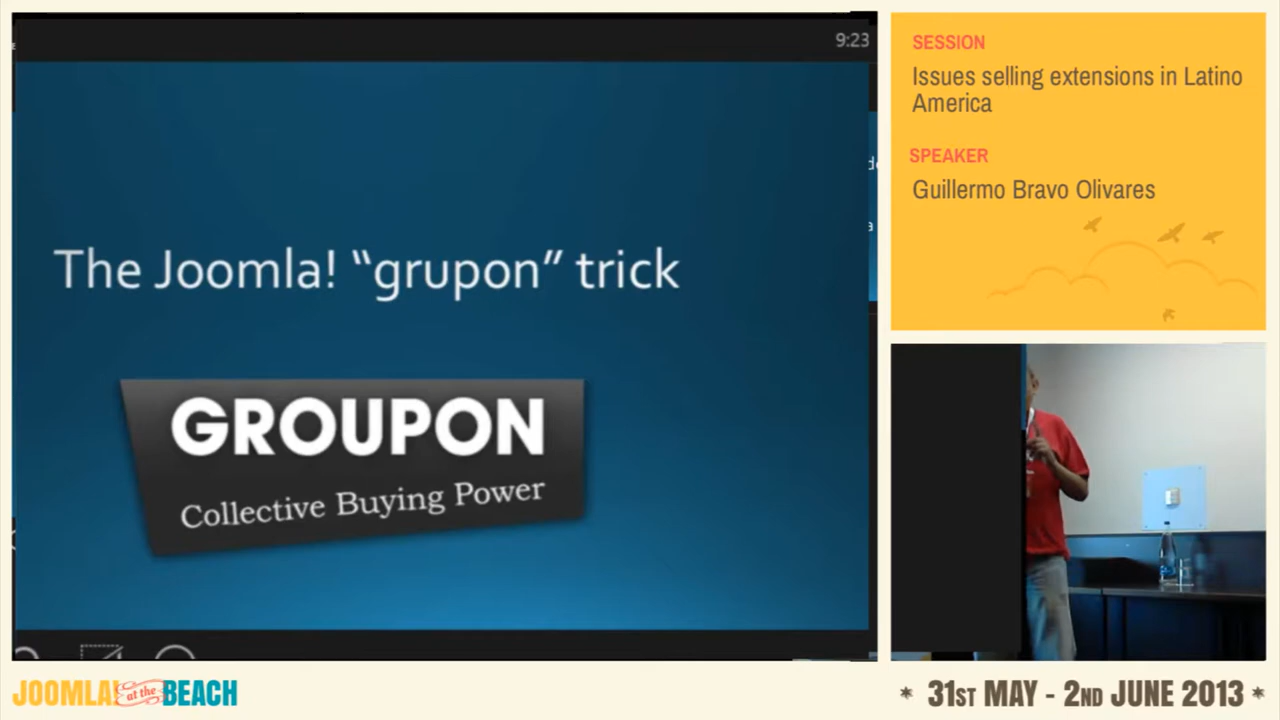 9:23
The Joomla! “grupon” trick
GROUPON
Collective Buying Power
SESSION
Issues selling extensions in Latino
America
SPEAKER
Guillermo Bravo Olivares
JOOMLA! at the BEACH
* 31ST MAY - 2ND JUNE 2013 *